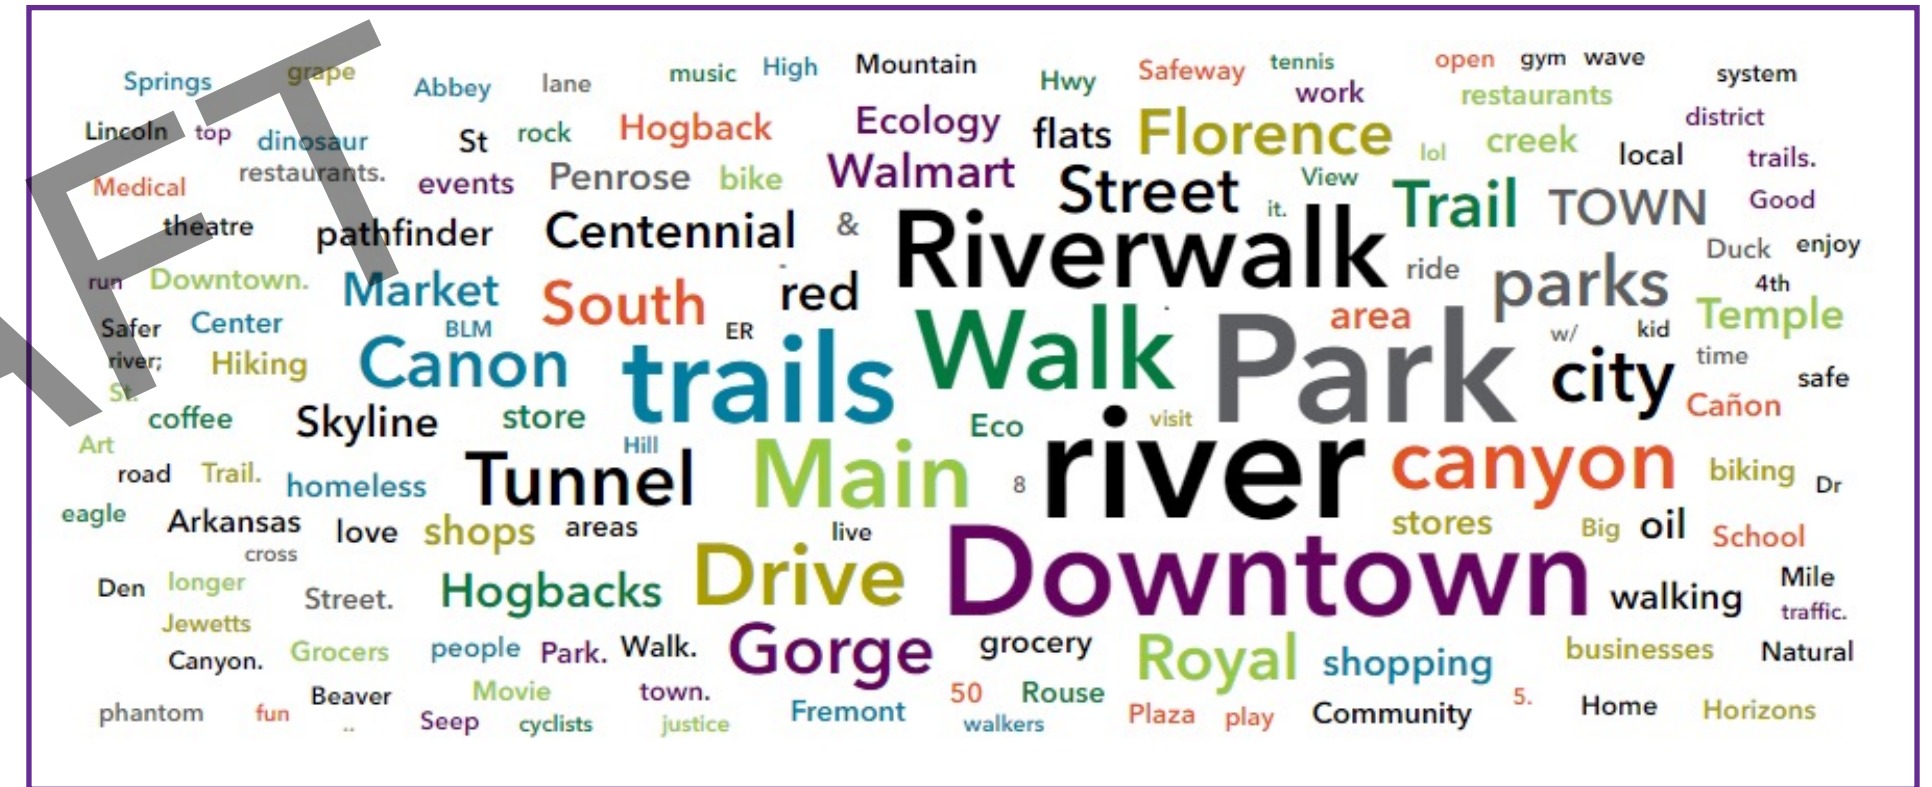 Springs grape Abbey lane music High Mountain Hwy Safeway tennis open gym wave system
Lincoln top dinosaur St rock Hogback Ecology flats Florence work restaurants district
Medical restaurants. events Penrose bike Walmart Street View lol creek local trails.
theatre pathfinder Centennial & Riverwalk it. Trail TOWN Good
run Downtown. Market South red ride parks Duck enjoy
Safer Center BLM ER Walk Park area w/ kid 4th Temple
river; Hiking Canon trails city time safe
St. coffee Skyline store Eco visit Cañon
Art road Trail. homeless Hill Tunnel Main 8 river canyon biking Dr
eagle Arkansas love shops areas live stores Big oil School
cross
Den longer Street. Hogbacks Drive Downtown walking Mile
Jewetts traffic.
Canyon. Grocers people Park. Walk. Gorge grocery Royal shopping businesses Natural
phantom fun Beaver Movie town. 50 Rouse Plaza play Community 5. Home Horizons
.. Seep cyclists justice Fremont walkers
AFT